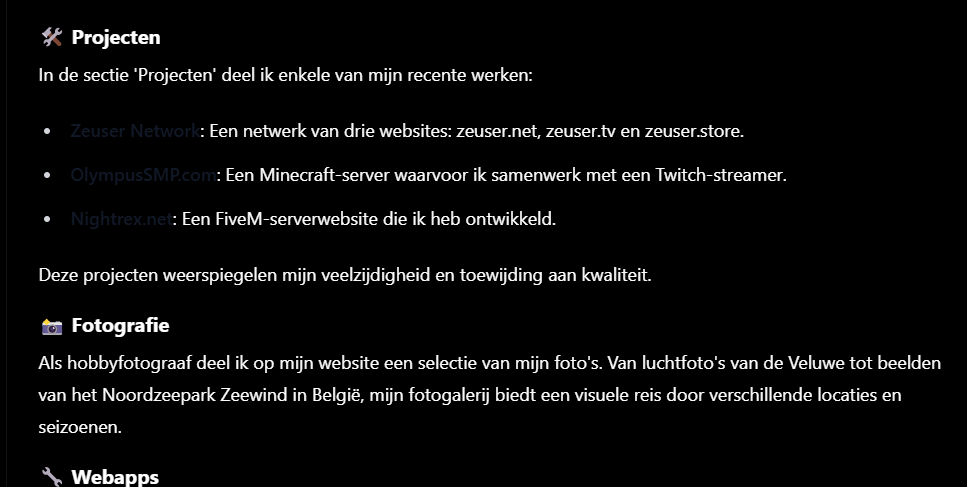 🛠️ Projecten
In de sectie 'Projecten' deel ik enkele van mijn recente werken:
• Zeuser Network: Een netwerk van drie websites: zeuser.net, zeuser.tv en zeuser.store.
• OlympusSMP.com: Een Minecraft-server waarvoor ik samenwerk met een Twitch-streamer.
• Nightrex.net: Een FiveM-serverwebsite die ik heb ontwikkeld.
Deze projecten weerspiegelen mijn veelzijdigheid en toewijding aan kwaliteit.
📸 Fotografie
Als hobbyfotograaf deel ik op mijn website een selectie van mijn foto's. Van luchtfoto's van de Veluwe tot beelden
van het Noordzeepark Zeewind in België, mijn fotogalerij biedt een visuele reis door verschillende locaties en
seizoenen.
🔧 Webapps